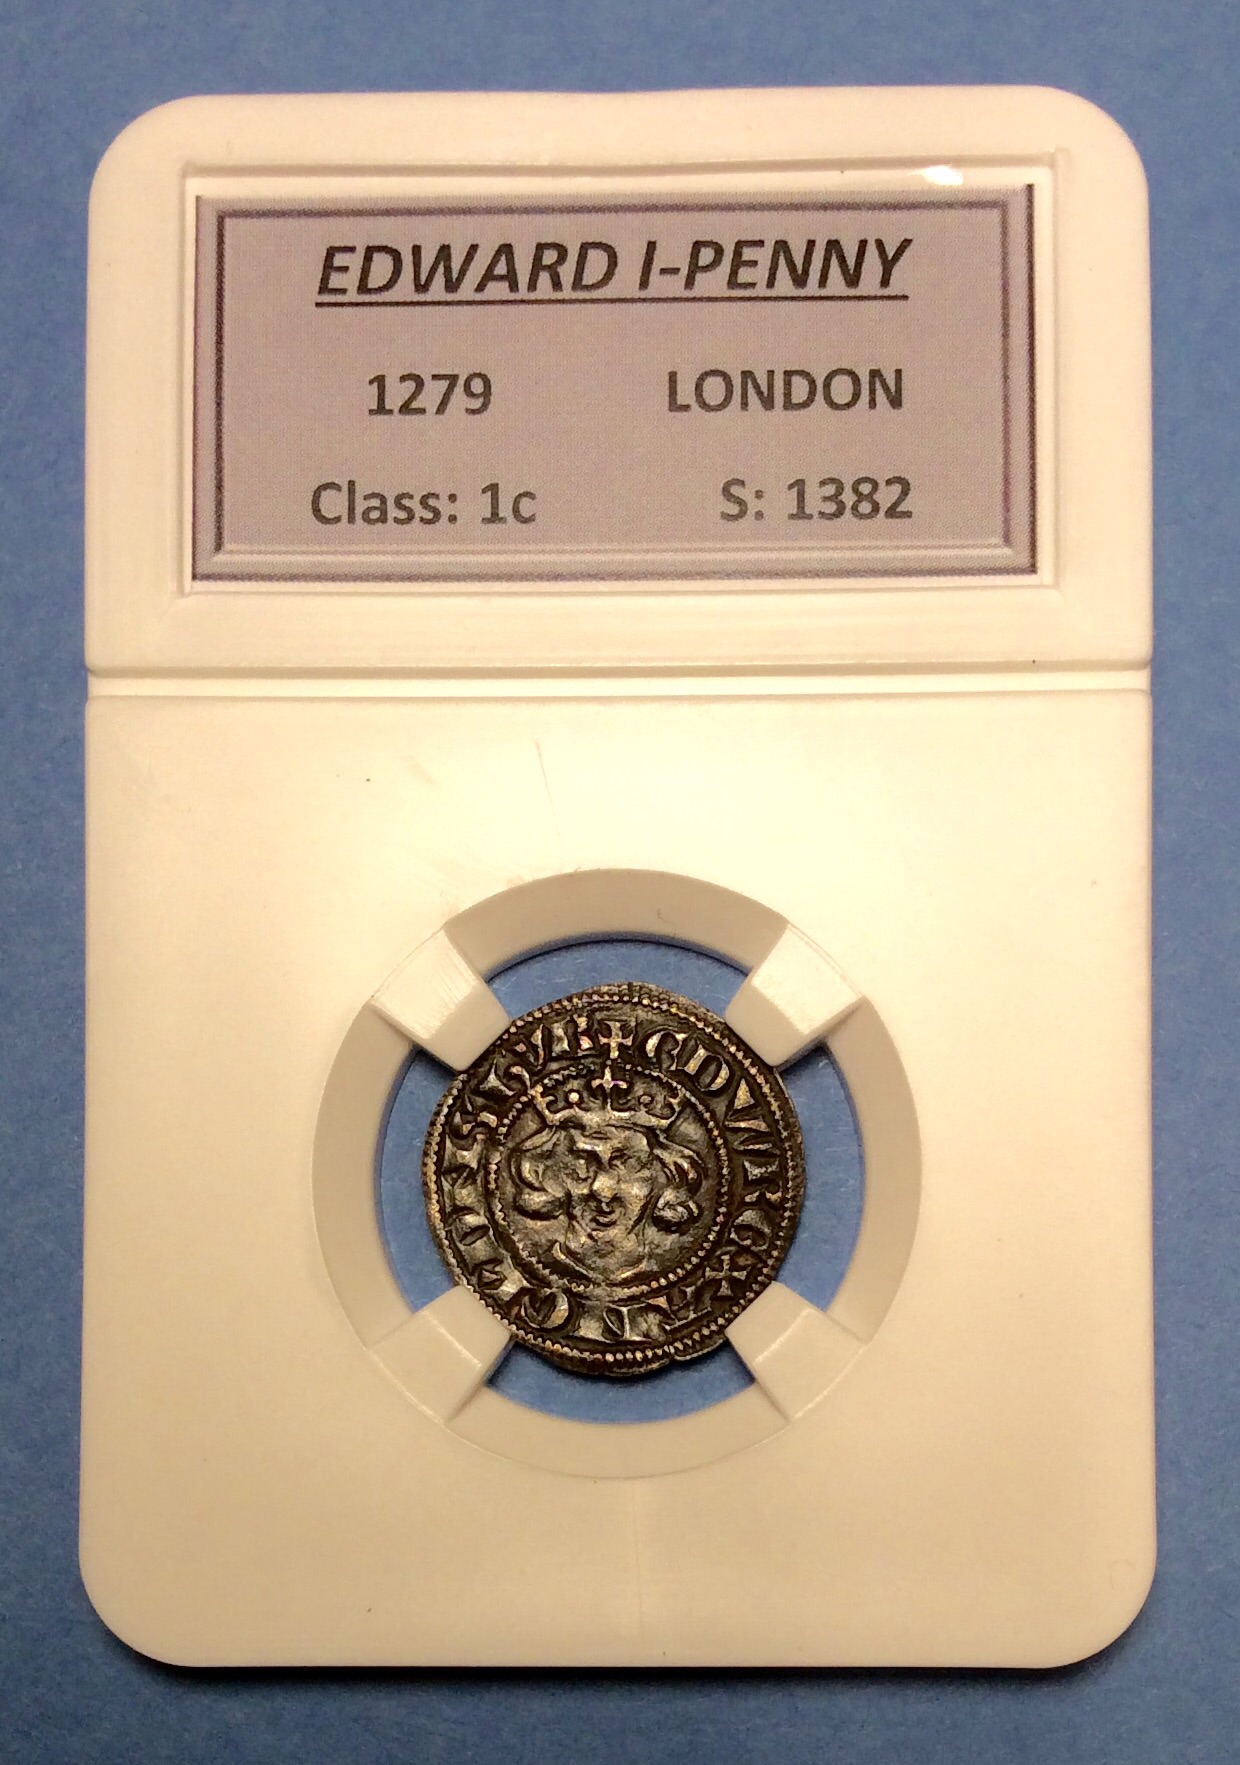 EDWARD I-PENNY
1279 LONDON
Class: 1c S: 1382